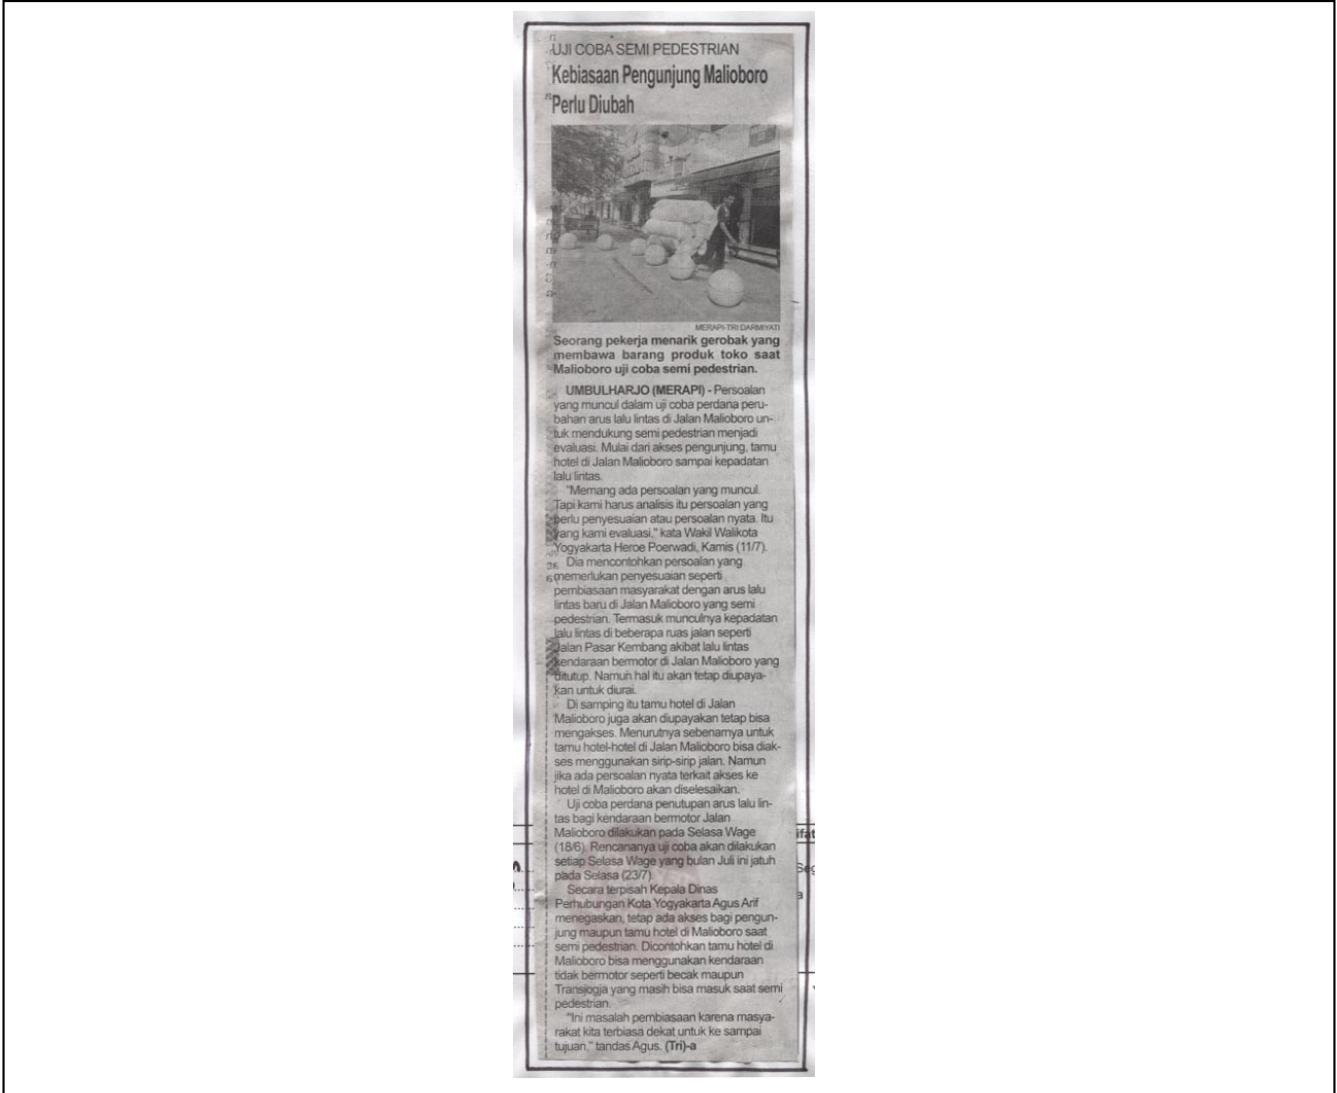 UJI COBA SEMI PEDESTRIAN
Kebiasaan Pengunjung Malioboro
Perlu Diubah
MERAPI-TRI DARMIYATI
Seorang pekerja menarik gerobak yang
membawa barang produk toko saat
Malioboro uji coba semi pedestrian.
UMBULHARJO (MERAPI) - Persoalan
yang muncul dalam uji coba perdana peru-
bahan arus lalu lintas di Jalan Malioboro un-
tuk mendukung semi pedestrian menjadi
evaluasi. Mulai dari akses pengunjung, tamu
hotel di Jalan Malioboro sampai kepadatan
lalu lintas.
"Memang ada persoalan yang muncul.
Tapi kami harus analisis itu persoalan yang
perlu penyesuaian atau persoalan nyata. Itu
yang kami evaluasi," kata Wakil Walikota
Yogyakarta Heroe Poerwadi, Kamis (11/7).
Dia mencontohkan persoalan yang
memerlukan penyesuaian seperti
pembiasaan masyarakat dengan arus lalu
lintas baru di Jalan Malioboro yang semi
pedestrian. Termasuk munculnya kepadatan
lalu lintas di beberapa ruas jalan seperti
Jalan Pasar Kembang akibat lalu lintas
kendaraan bermotor di Jalan Malioboro yang
ditutup. Namun hal itu akan tetap diupaya-
kan untuk diurai.
Di samping itu tamu hotel di Jalan
Malioboro juga akan diupayakan tetap bisa
mengakses. Menurutnya sebenarnya untuk
tamu hotel-hotel di Jalan Malioboro bisa diak-
ses menggunakan sirip-sirip jalan. Namun
jika ada persoalan nyata terkait akses ke
hotel di Malioboro akan diselesaikan.
Uji coba perdana penutupan arus lalu lin-
tas bagi kendaraan bermotor Jalan
Malioboro dilakukan pada Selasa Wage
(18/6). Rencananya uji coba akan dilakukan
setiap Selasa Wage yang bulan Juli ini jatuh
pada Selasa (23/7).
Secara terpisah Kepala Dinas
Perhubungan Kota Yogyakarta Agus Arif
menegaskan, tetap ada akses bagi pengun-
jung maupun tamu hotel di Malioboro saat
semi pedestrian. Dicontohkan tamu hotel di
Malioboro bisa menggunakan kendaraan
tidak bermotor seperti becak maupun
Transjogja yang masih bisa masuk saat semi
pedestrian.
"Ini masalah pembiasaan karena masya-
rakat kita terbiasa dekat untuk ke sampai
tujuan," tandas Agus. (Tri)-a